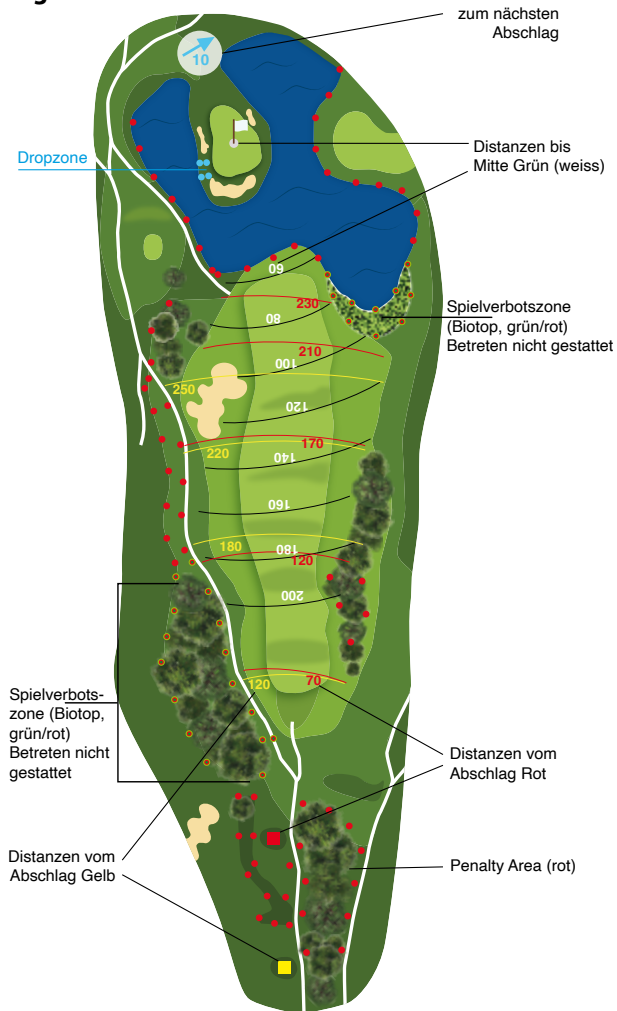 g
zum nächsten
Abschlag
10
Dropzone
Distanzen bis
Mitte Grün (weiss)
60
230
80
Spielverbotszone
(Biotop, grün/rot)
Betreten nicht gestattet
210
100
250
120
170
220
140
160
180
180
120
200
120
70
Spielverbots-
zone (Biotop,
grün/rot)
Betreten nicht
gestattet
Distanzen vom
Abschlag Rot
Distanzen vom
Abschlag Gelb
Penalty Area (rot)